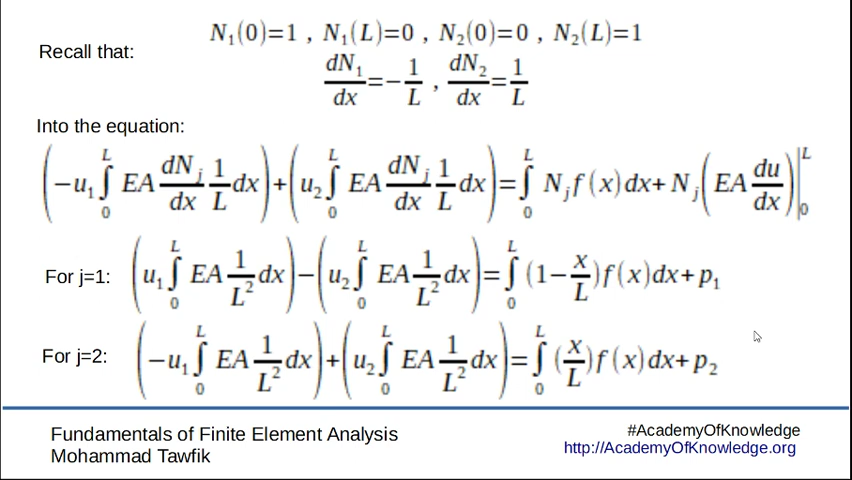 N₁(0)=1 , N₁(L)=0 , N₂(0)=0 , N₂(L)=1
Recall that:
dN₁/dx=−1/L , dN₂/dx=1/L
Into the equation:
(−u₁∫₀ᴸ EA dNⱼ/dx 1/L dx)+(u₂∫₀ᴸ EA dNⱼ/dx 1/L dx)=∫₀ᴸ Nⱼf(x)dx+Nⱼ(EA du/dx)|₀ᴸ
For j=1: (u₁∫₀ᴸ EA 1/L² dx)−(u₂∫₀ᴸ EA 1/L² dx)=∫₀ᴸ (1−x/L)f(x)dx+p₁
For j=2: (−u₁∫₀ᴸ EA 1/L² dx)+(u₂∫₀ᴸ EA 1/L² dx)=∫₀ᴸ (x/L)f(x)dx+p₂
Fundamentals of Finite Element Analysis
Mohammad Tawfik
#AcademyOfKnowledge
http://AcademyOfKnowledge.org